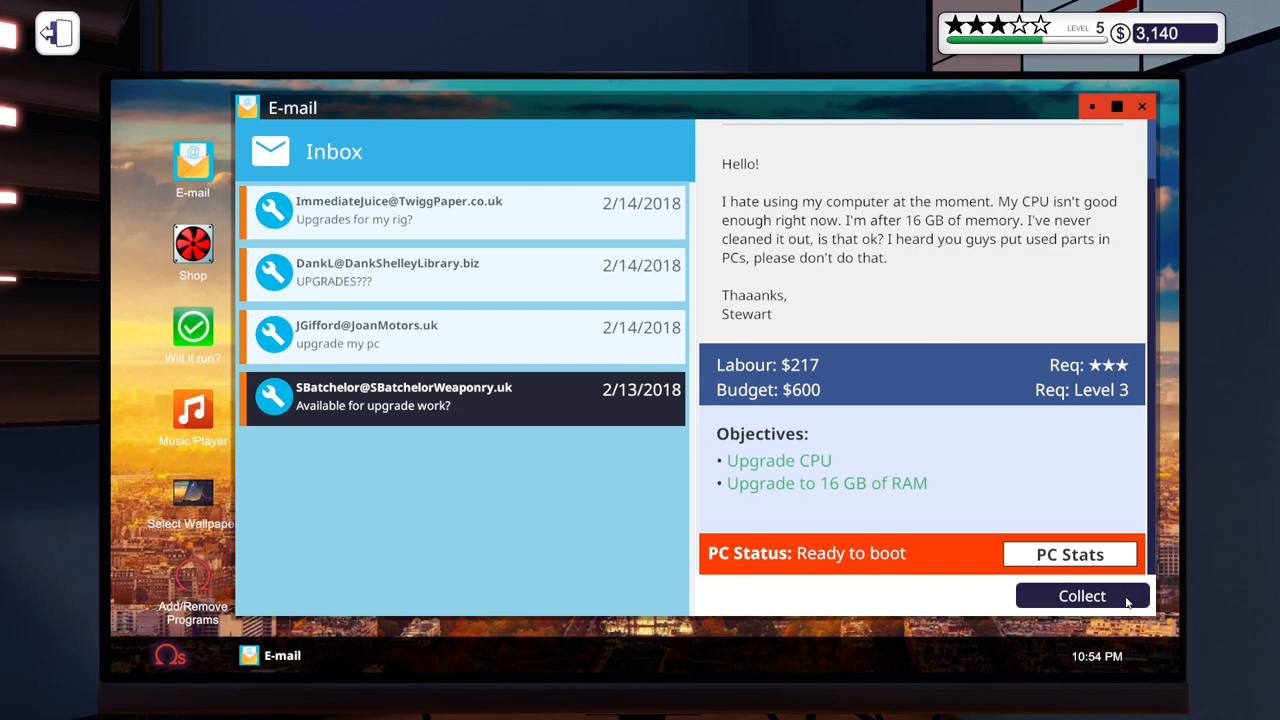 LEVEL 5 $ 3,140
E-mail
Inbox
E-mail
Shop
Will it run?
Music Player
Select Wallpape
Add/Remove
Programs
ImmediateJuice@TwiggPaper.co.uk 2/14/2018
Upgrades for my rig?
DankL@DankShelleyLibrary.biz 2/14/2018
UPGRADES???
JGifford@JoanMotors.uk 2/14/2018
upgrade my pc
SBatchelor@SBatchelorWeaponry.uk 2/13/2018
Available for upgrade work?
Hello!
I hate using my computer at the moment. My CPU isn't good
enough right now. I'm after 16 GB of memory. I've never
cleaned it out, is that ok? I heard you guys put used parts in
PCs, please don't do that.
Thaaanks,
Stewart
Labour: $217 Req: ★★★
Budget: $600 Req: Level 3
Objectives:
• Upgrade CPU
• Upgrade to 16 GB of RAM
PC Status: Ready to boot PC Stats
Collect
Ωs E-mail 10:54 PM